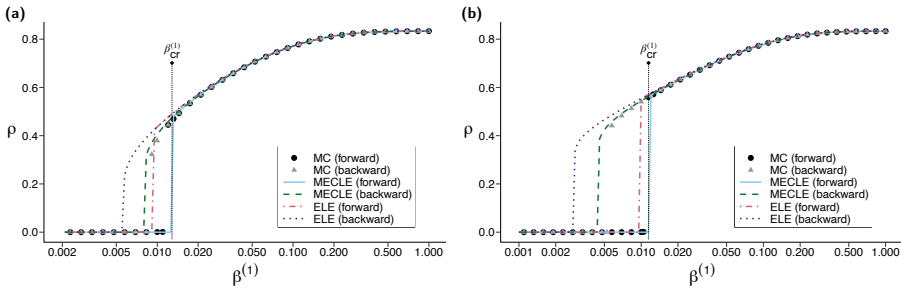 (a)
β(1)cr
0.8
0.6
ρ
0.4
0.2
0.0
MC (forward)
MC (backward)
MECLE (forward)
MECLE (backward)
ELE (forward)
ELE (backward)
0.002 0.005 0.010 0.020 0.050 0.100 0.200 0.500 1.000
β(1)
(b)
β(1)cr
0.8
0.6
ρ
0.4
0.2
0.0
MC (forward)
MC (backward)
MECLE (forward)
MECLE (backward)
ELE (forward)
ELE (backward)
0.001 0.002 0.005 0.010 0.020 0.050 0.100 0.200 0.500 1.000
β(1)